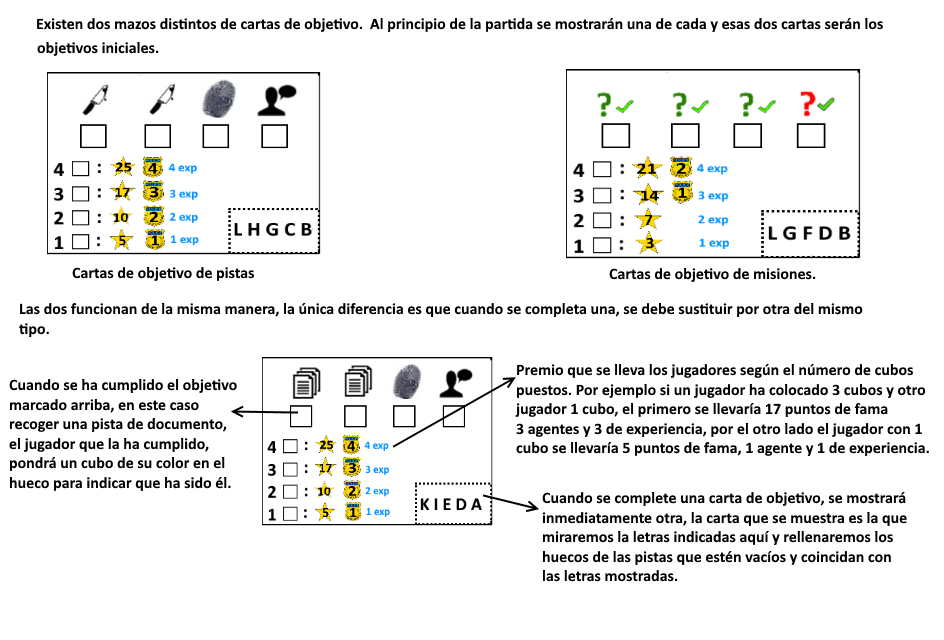 Existen dos mazos distintos de cartas de objetivo. Al principio de la partida se mostrarán una de cada y esas dos cartas serán los
objetivos iniciales.
4 : 25 4 4 exp
3 : 17 3 3 exp
2 : 10 2 2 exp
1 : 5 1 1 exp
L H G C B
Cartas de objetivo de pistas
? ? ? ?
4 : 21 2 4 exp
3 : 14 1 3 exp
2 : 7 2 exp
1 : 3 1 exp
L G F D B
Cartas de objetivo de misiones.
Las dos funcionan de la misma manera, la única diferencia es que cuando se completa una, se debe sustituir por otra del mismo
tipo.
Cuando se ha cumplido el objetivo
marcado arriba, en este caso
recoger una pista de documento,
el jugador que la ha cumplido,
pondrá un cubo de su color en el
hueco para indicar que ha sido él.
4 : 25 4 4 exp
3 : 17 3 3 exp
2 : 10 2 2 exp
1 : 5 1 1 exp
K I E D A
Premio que se lleva los jugadores según el número de cubos
puestos. Por ejemplo si un jugador ha colocado 3 cubos y otro
jugador 1 cubo, el primero se llevaría 17 puntos de fama
3 agentes y 3 de experiencia, por el otro lado el jugador con 1
cubo se llevaría 5 puntos de fama, 1 agente y 1 de experiencia.
Cuando se complete una carta de objetivo, se mostrará
inmediatamente otra, la carta que se muestra es la que
miraremos la letras indicadas aquí y rellenaremos los
huecos de las pistas que estén vacíos y coincidan con
las letras mostradas.